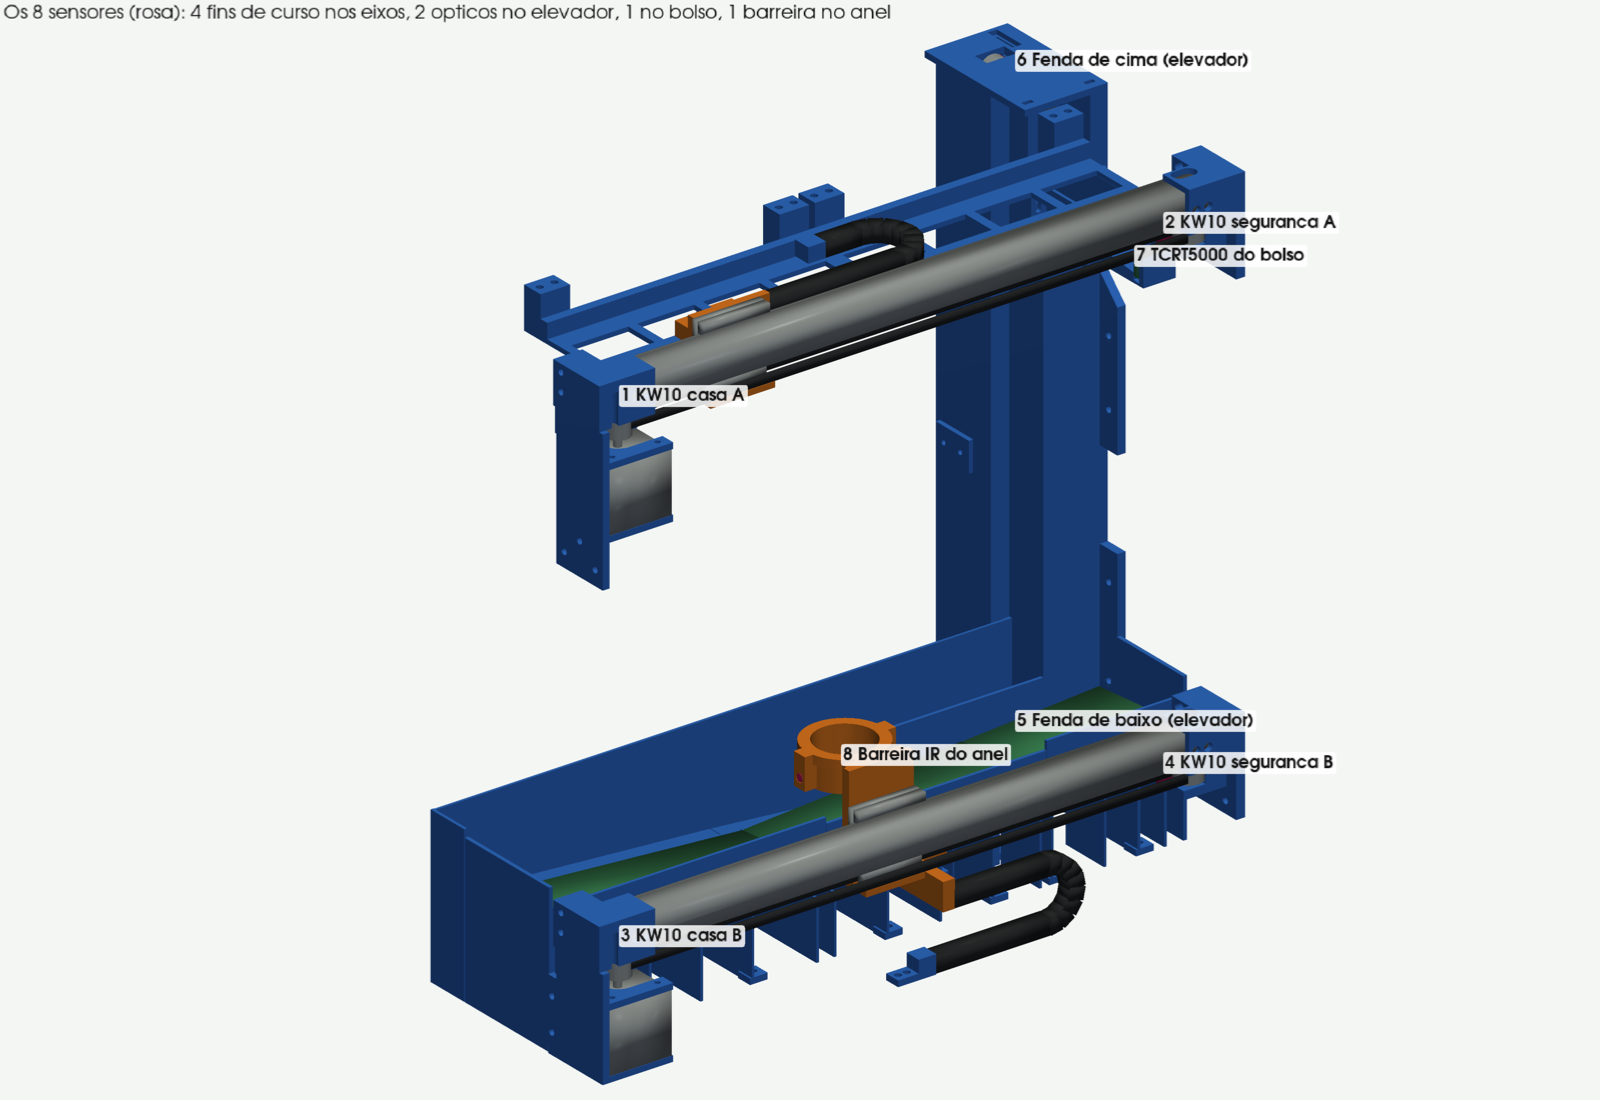 Os 8 sensores (rosa): 4 fins de curso nos eixos, 2 opticos no elevador, 1 no bolso, 1 barreira no anel
6 Fenda de cima (elevador)
2 KW10 seguranca A
7 TCRT5000 do bolso
1 KW10 casa A
5 Fenda de baixo (elevador)
8 Barreira IR do anel
4 KW10 seguranca B
3 KW10 casa B